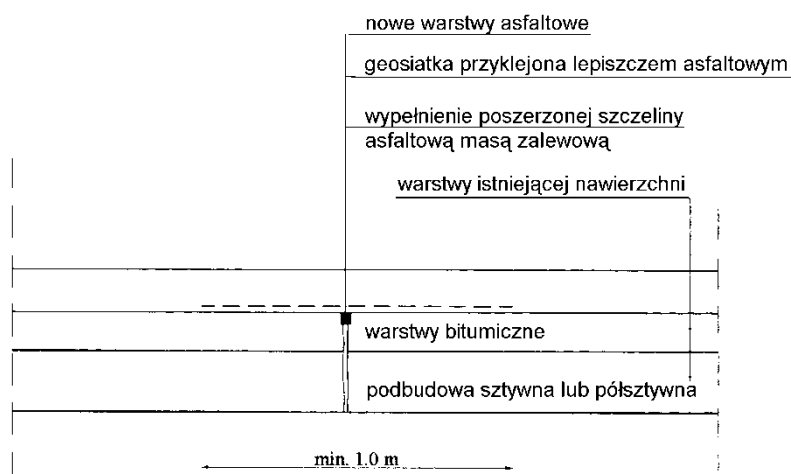 nowe warstwy asfaltowe
geosiatka przyklejona lepiszczem asfaltowym
wypełnienie poszerzonej szczeliny
asfaltową masą zalewową
warstwy istniejącej nawierzchni
warstwy bitumiczne
podbudowa sztywna lub półsztywna
min. 1.0 m